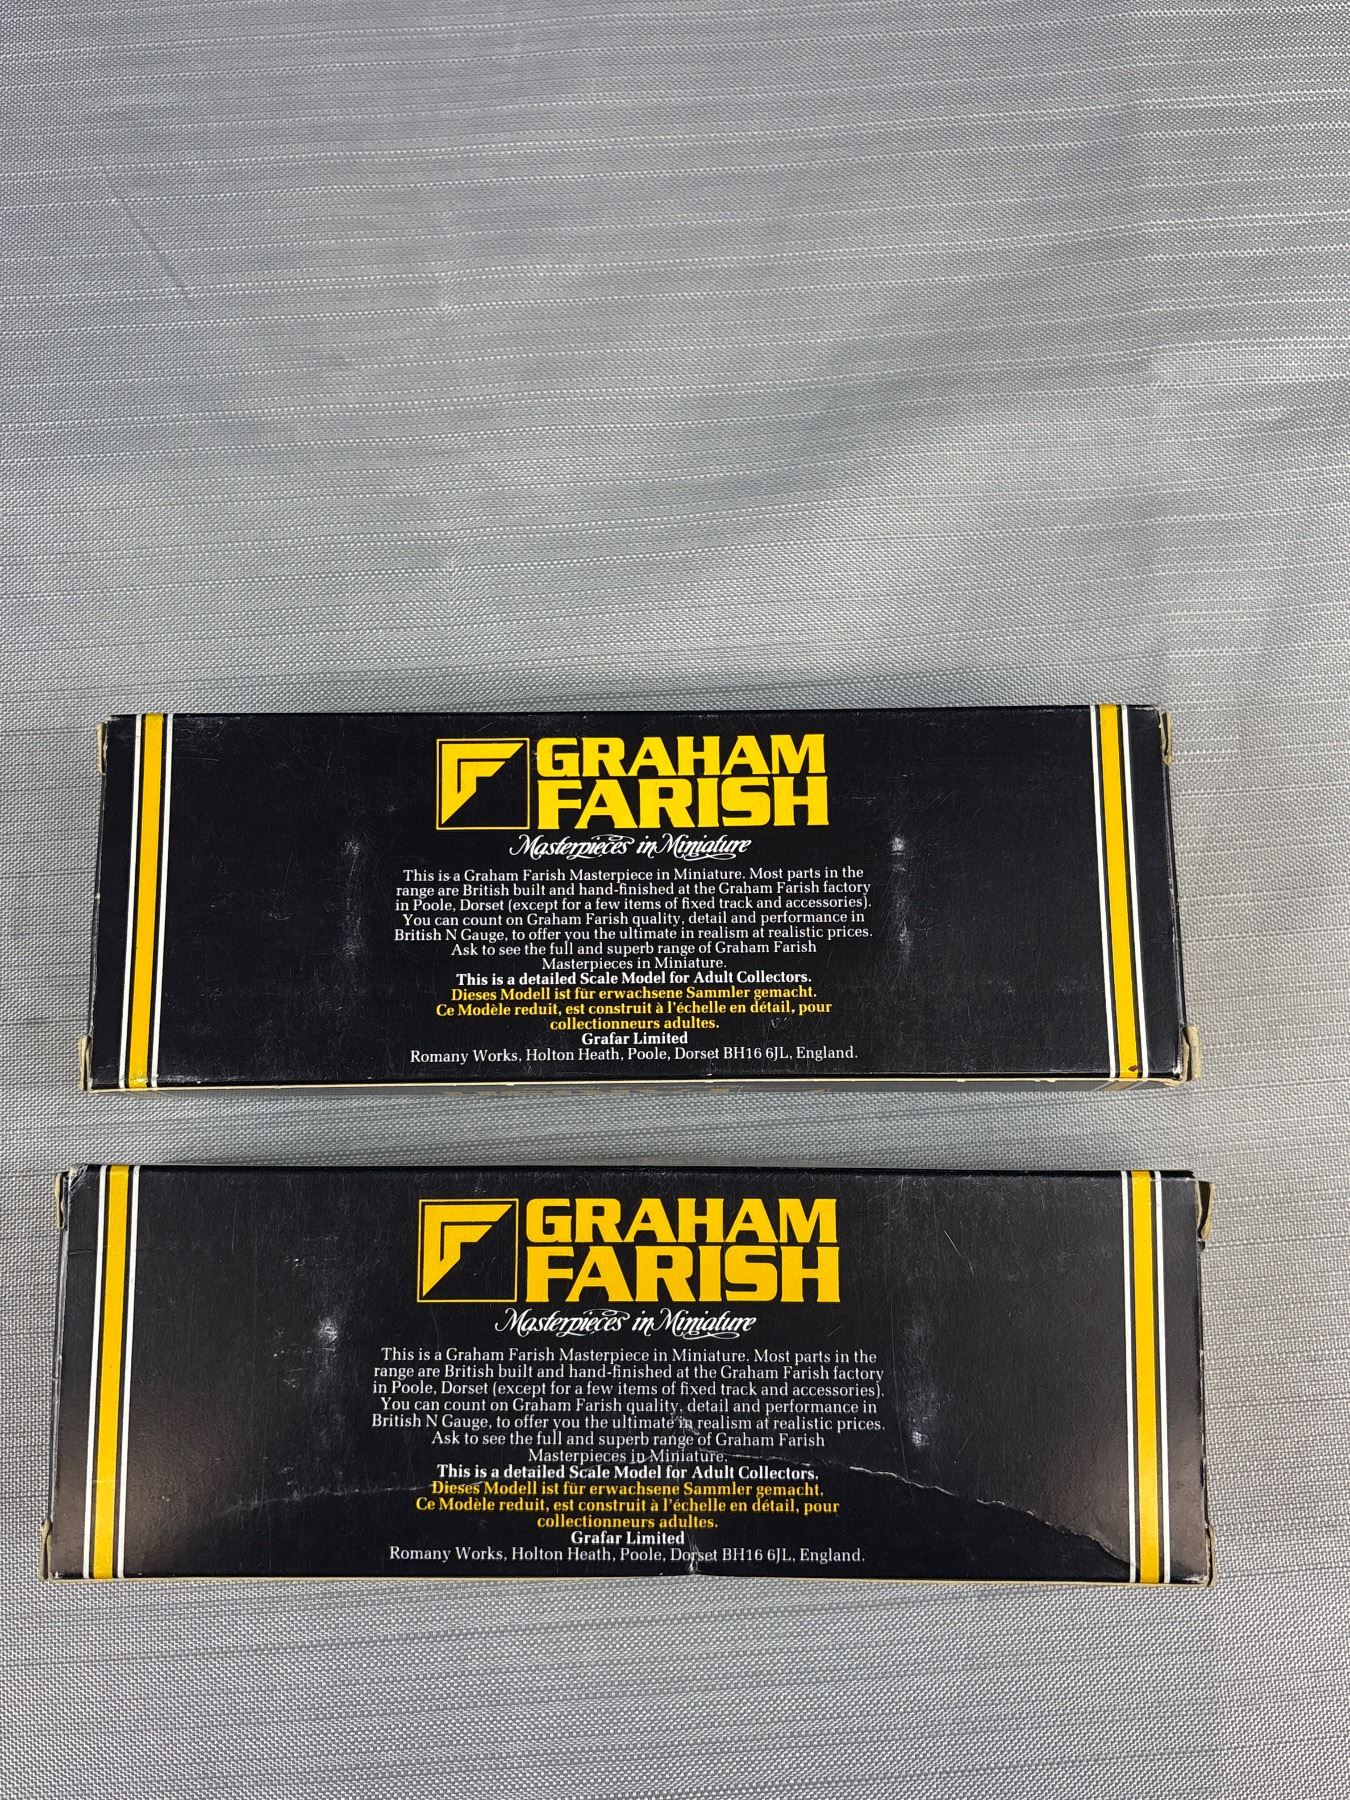 GRAHAM
FARISH
Masterpieces in Miniature
This is a Graham Farish Masterpiece in Miniature. Most parts in the
range are British built and hand-finished at the Graham Farish factory
in Poole, Dorset (except for a few items of fixed track and accessories).
You can count on Graham Farish quality, detail and performance in
British N Gauge, to offer you the ultimate in realism at realistic prices.
Ask to see the full and superb range of Graham Farish
Masterpieces in Miniature.
This is a detailed Scale Model for Adult Collectors.
Dieses Modell ist für erwachsene Sammler gemacht.
Ce Modèle reduit, est construit à l'échelle en détail, pour
collectionneurs adultes.
Grafar Limited
Romany Works, Holton Heath, Poole, Dorset BH16 6JL, England.
GRAHAM
FARISH
Masterpieces in Miniature
This is a Graham Farish Masterpiece in Miniature. Most parts in the
range are British built and hand-finished at the Graham Farish factory
in Poole, Dorset (except for a few items of fixed track and accessories).
You can count on Graham Farish quality, detail and performance in
British N Gauge, to offer you the ultimate in realism at realistic prices.
Ask to see the full and superb range of Graham Farish
Masterpieces in Miniature.
This is a detailed Scale Model for Adult Collectors.
Dieses Modell ist für erwachsene Sammler gemacht.
Ce Modèle reduit, est construit à l'échelle en détail, pour
collectionneurs adultes.
Grafar Limited
Romany Works, Holton Heath, Poole, Dorset BH16 6JL, England.